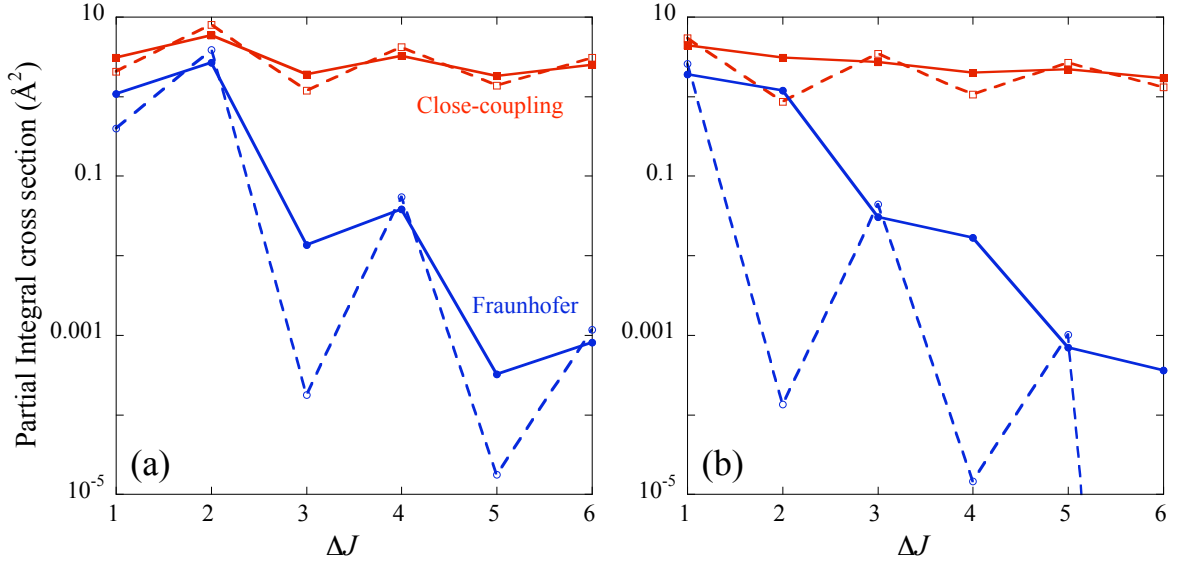 Partial Integral cross section (Å²)
10
0.1
0.001
10⁻⁵
Close-coupling
Fraunhofer
(a)
1 2 3 4 5 6
ΔJ
10
0.1
0.001
10⁻⁵
(b)
1 2 3 4 5 6
ΔJ